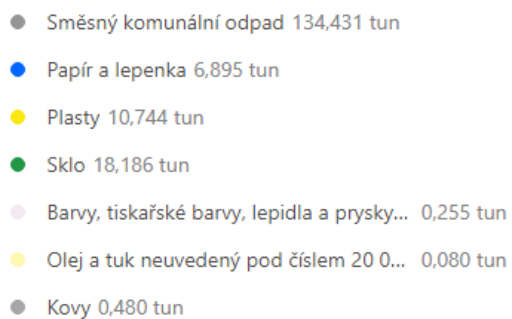 Směsný komunální odpad 134,431 tun
Papír a lepenka 6,895 tun
Plasty 10,744 tun
Sklo 18,186 tun
Barvy, tiskařské barvy, lepidla a prysky... 0,255 tun
Olej a tuk neuvedený pod číslem 20 0... 0,080 tun
Kovy 0,480 tun